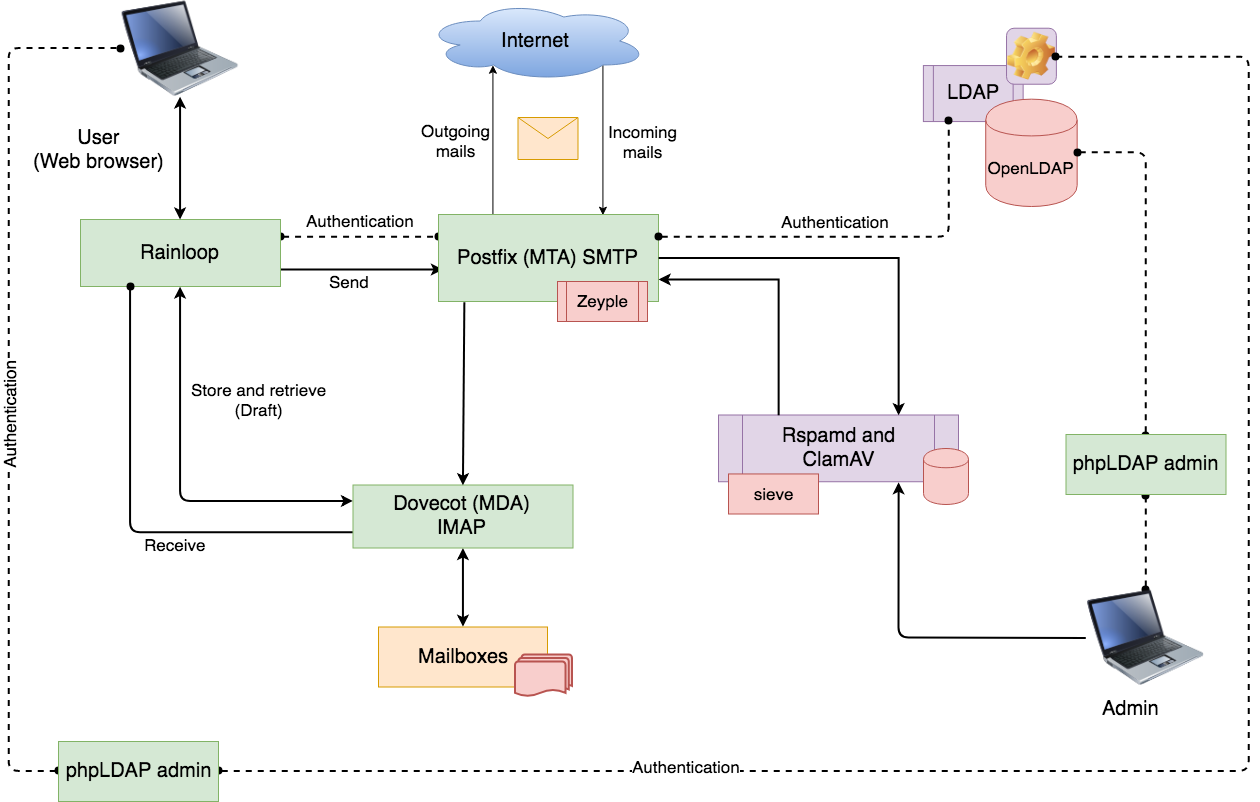 Internet
LDAP
User
(Web browser)
Outgoing
mails
Incoming
mails
OpenLDAP
Authentication
Authentication
Rainloop
Postfix (MTA) SMTP
Send
Zeyple
Authentication
Store and retrieve
(Draft)
Rspamd and
ClamAV
sieve
phpLDAP admin
Dovecot (MDA)
IMAP
Receive
Mailboxes
Admin
phpLDAP admin
Authentication